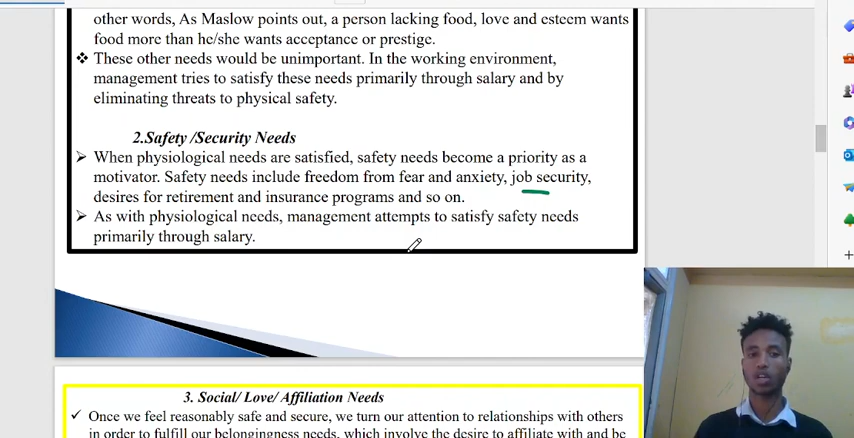 other words, As Maslow points out, a person lacking food, love and esteem wants
food more than he/she wants acceptance or prestige.
❖ These other needs would be unimportant. In the working environment,
management tries to satisfy these needs primarily through salary and by
eliminating threats to physical safety.
2.Safety /Security Needs
➢ When physiological needs are satisfied, safety needs become a priority as a
motivator. Safety needs include freedom from fear and anxiety, job security,
desires for retirement and insurance programs and so on.
➢ As with physiological needs, management attempts to satisfy safety needs
primarily through salary.
3. Social/ Love/ Affiliation Needs
✓ Once we feel reasonably safe and secure, we turn our attention to relationships with others
in order to fulfill our belongingness needs, which involve the desire to affiliate with and be